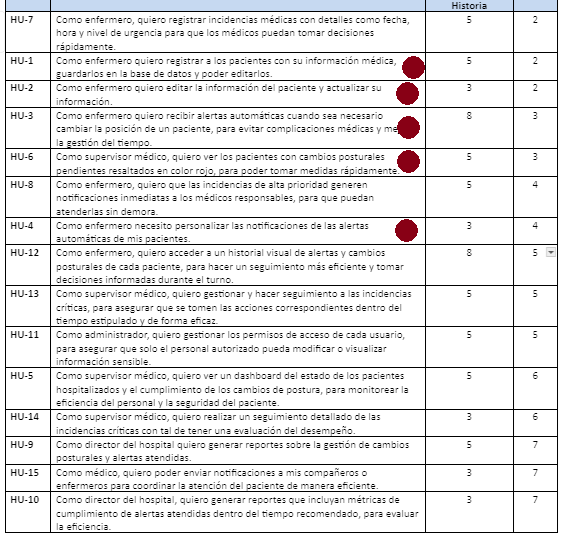 Historia
HU-7 Como enfermero, quiero registrar incidencias médicas con detalles como fecha, 5 2
hora y nivel de urgencia para que los médicos puedan tomar decisiones
rápidamente.
HU-1 Como enfermero quiero registrar a los pacientes con su información médica, 5 2
guardarlos en la base de datos y poder editarlos.
HU-2 Como enfermero quiero editar la información del paciente y actualizar su 3 2
información.
HU-3 Como enfermero quiero recibir alertas automáticas cuando sea necesario 8 3
cambiar la posición de un paciente, para evitar complicaciones médicas y
la gestión del tiempo.
HU-6 Como supervisor médico, quiero ver los pacientes con cambios posturales 5 3
pendientes resaltados en color rojo, para poder tomar medidas rápidamente.
HU-8 Como enfermero, quiero que las incidencias de alta prioridad generen 5 4
notificaciones inmediatas a los médicos responsables, para que puedan
atenderlas sin demora.
HU-4 Como enfermero necesito personalizar las notificaciones de las alertas 3 4
automáticas de mis pacientes.
HU-12 Como enfermero, quiero acceder a un historial visual de alertas y cambios 8 5
posturales de cada paciente, para hacer un seguimiento más eficiente y tomar
decisiones informadas durante el turno.
HU-13 Como supervisor médico, quiero gestionar y hacer seguimiento a las incidencias 5 5
críticas, para asegurar que se tomen las acciones correspondientes dentro del
tiempo estipulado y de forma eficaz.
HU-11 Como administrador, quiero gestionar los permisos de acceso de cada usuario, 5 5
para asegurar que solo el personal autorizado pueda modificar o visualizar
información sensible.
HU-5 Como supervisor médico, quiero ver un dashboard del estado de los pacientes 5 6
hospitalizados y el cumplimiento de los cambios de postura, para monitorear la
eficiencia del personal y la seguridad del paciente.
HU-14 Como supervisor médico, quiero realizar un seguimiento detallado de las 3 6
incidencias críticas con tal de tener una evaluación del desempeño.
HU-9 Como director del hospital quiero generar reportes sobre la gestión de cambios 5 7
posturales y alertas atendidas.
HU-15 Como médico, quiero poder enviar notificaciones a mis compañeros o 3 7
enfermeros para coordinar la atención del paciente de manera eficiente.
HU-10 Como director del hospital, quiero generar reportes que incluyan métricas de 3 7
cumplimiento de alertas atendidas dentro del tiempo recomendado, para evaluar
la eficiencia.